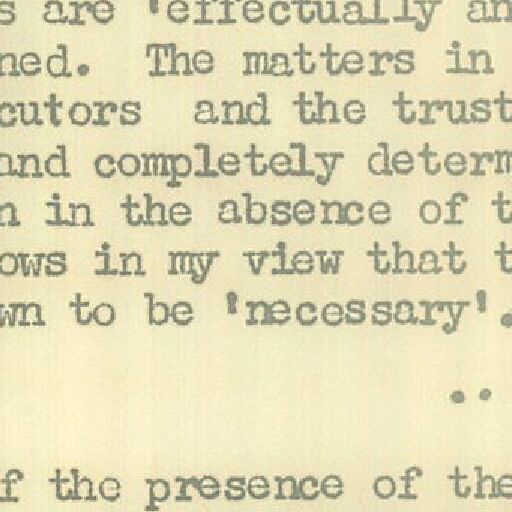 s are 'effectually an
ned. The matters in
cutors and the trust
and completely determ
n in the absence of t
ows in my view that t
wn to be 'necessary'.
..
f the presence of the